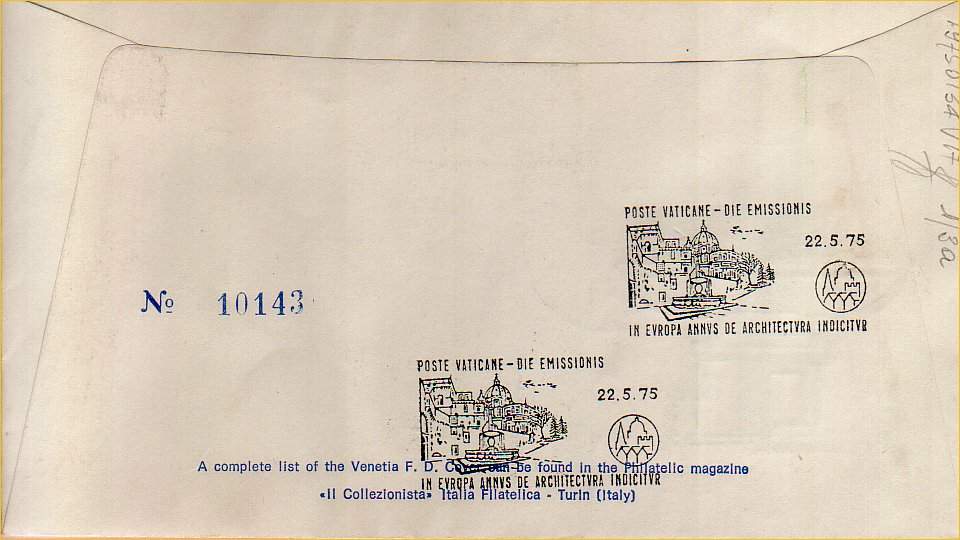 POSTE VATICANE - DIE EMISSIONIS
22.5.75
IN EVROPA ANNVS DE ARCHITECTVRA INDICITVR
№ 10143
POSTE VATICANE - DIE EMISSIONIS
22.5.75
IN EVROPA ANNVS DE ARCHITECTVRA INDICITVR
A complete list of the Venetia F. D. Cover can be found in the Philatelic magazine
«Il Collezionista» Italia Filatelica - Turin (Italy)